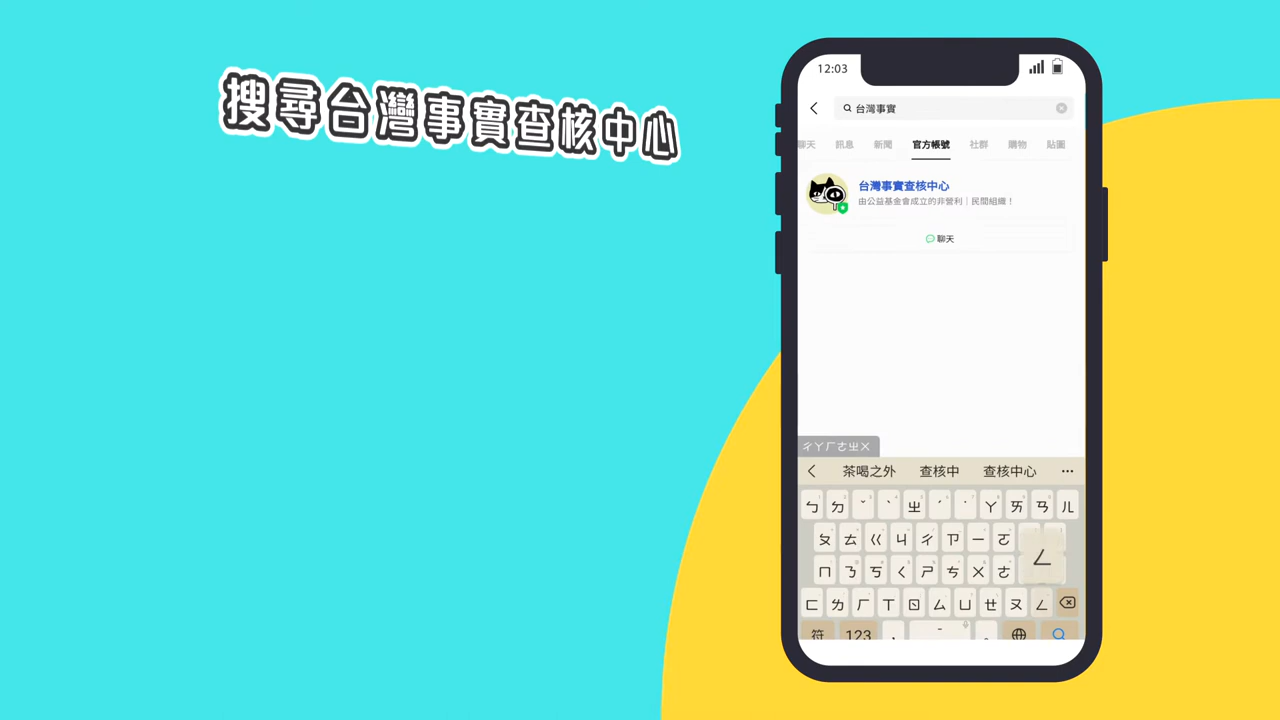 搜尋台灣事實查核中心
12:03
台灣事實
聊天 訊息 新聞 官方帳號 社群 購物 貼圖
台灣事實查核中心
由公益基金會成立的非營利｜民間組織！
聊天
ㄔㄚㄏㄜㄓㄨ
茶喝之外 查核中 查核中心 ···
ㄅ ㄉ ˇ ˋ ㄓ ˊ ˙ ㄚ ㄞ ㄢ ㄦ
ㄆ ㄊ ㄍ ㄐ ㄔ ㄗ ㄧ ㄛ ㄥ
ㄇ ㄋ ㄎ ㄑ ㄕ ㄘ ㄨ ㄜ
ㄈ ㄌ ㄏ ㄒ ㄖ ㄙ ㄩ ㄝ ㄡ ㄥ
符 123 , 。